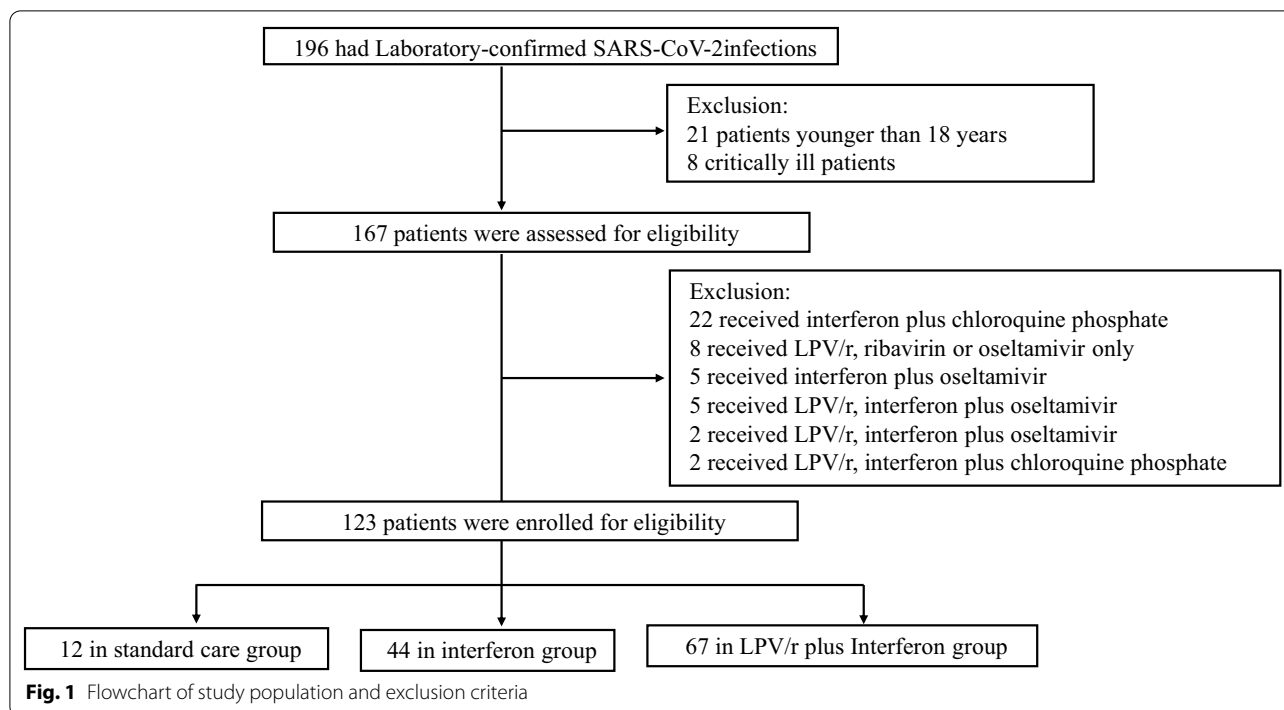 196 had Laboratory-confirmed SARS-CoV-2infections
Exclusion:
21 patients younger than 18 years
8 critically ill patients
167 patients were assessed for eligibility
Exclusion:
22 received interferon plus chloroquine phosphate
8 received LPV/r, ribavirin or oseltamivir only
5 received interferon plus oseltamivir
5 received LPV/r, interferon plus oseltamivir
2 received LPV/r, interferon plus oseltamivir
2 received LPV/r, interferon plus chloroquine phosphate
123 patients were enrolled for eligibility
12 in standard care group
44 in interferon group
67 in LPV/r plus Interferon group
Fig. 1 Flowchart of study population and exclusion criteria